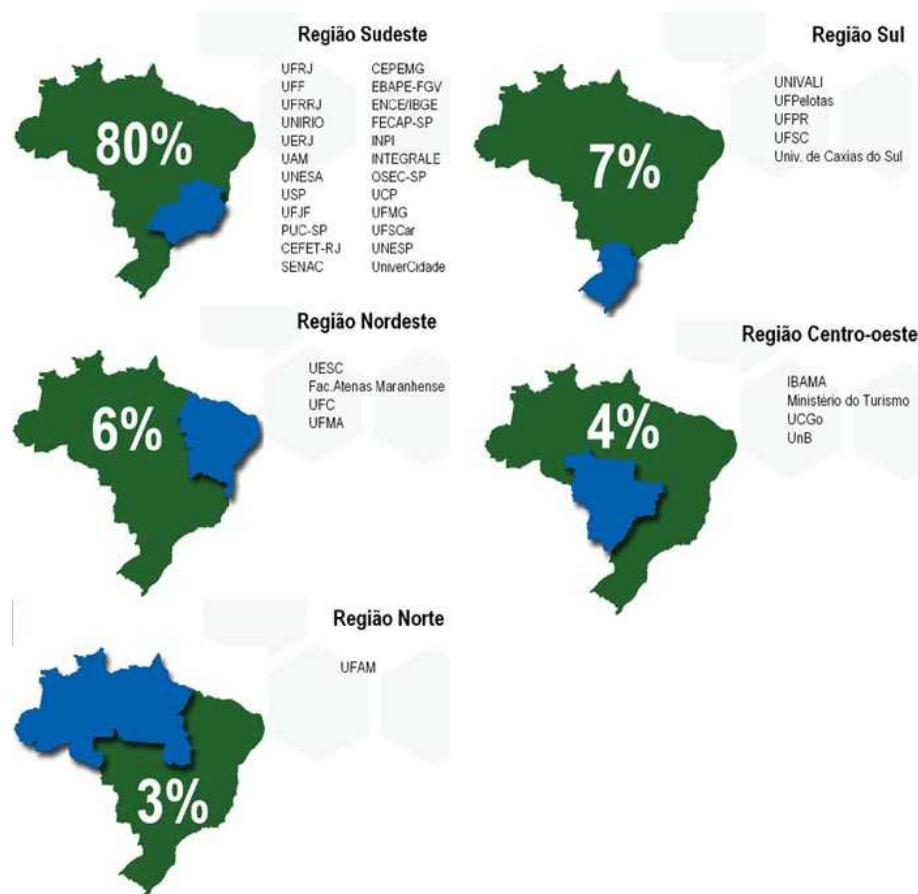 Região Sudeste
80%
UFRJ
UFF
UFRRJ
UNIRIO
UERJ
UAM
UNESA
USP
UFJF
PUC-SP
CEFET-RJ
SENAC
CEPEMG
EBAPE-FGV
ENCE/IBGE
FECAP-SP
INPI
INTEGRALE
OSEC-SP
UCP
UFMG
UFSCar
UNESP
UniverCidade
Região Sul
7%
UNIVALI
UFPelotas
UFPR
UFSC
Univ. de Caxias do Sul
Região Nordeste
6%
UESC
Fac.Atenas Maranhense
UFC
UFMA
Região Centro-oeste
4%
IBAMA
Ministério do Turismo
UCGo
UnB
Região Norte
3%
UFAM